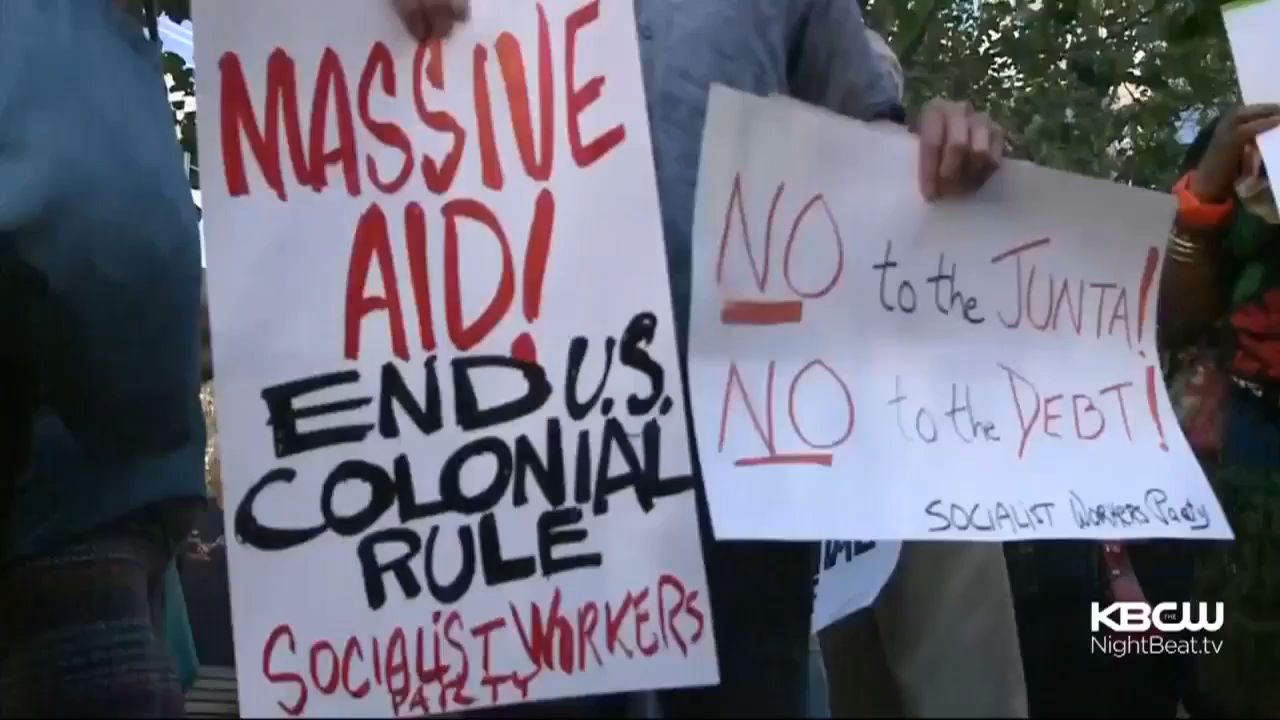 MASSIVE
AID!
END U.S.
COLONIAL
RULE
SOCIALIST WORKERS
PARTY
NO to the JUNTA!
NO to the DEBT!
SOCIALIST WORKERS Party
KBCW
THE
NightBeat.tv